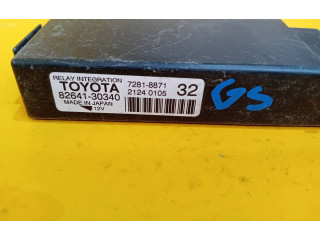 RELAY INTEGRATION 7281-8871
TOYOTA 32
82641-30340 2124 0105
MADE IN JAPAN 12V
GS